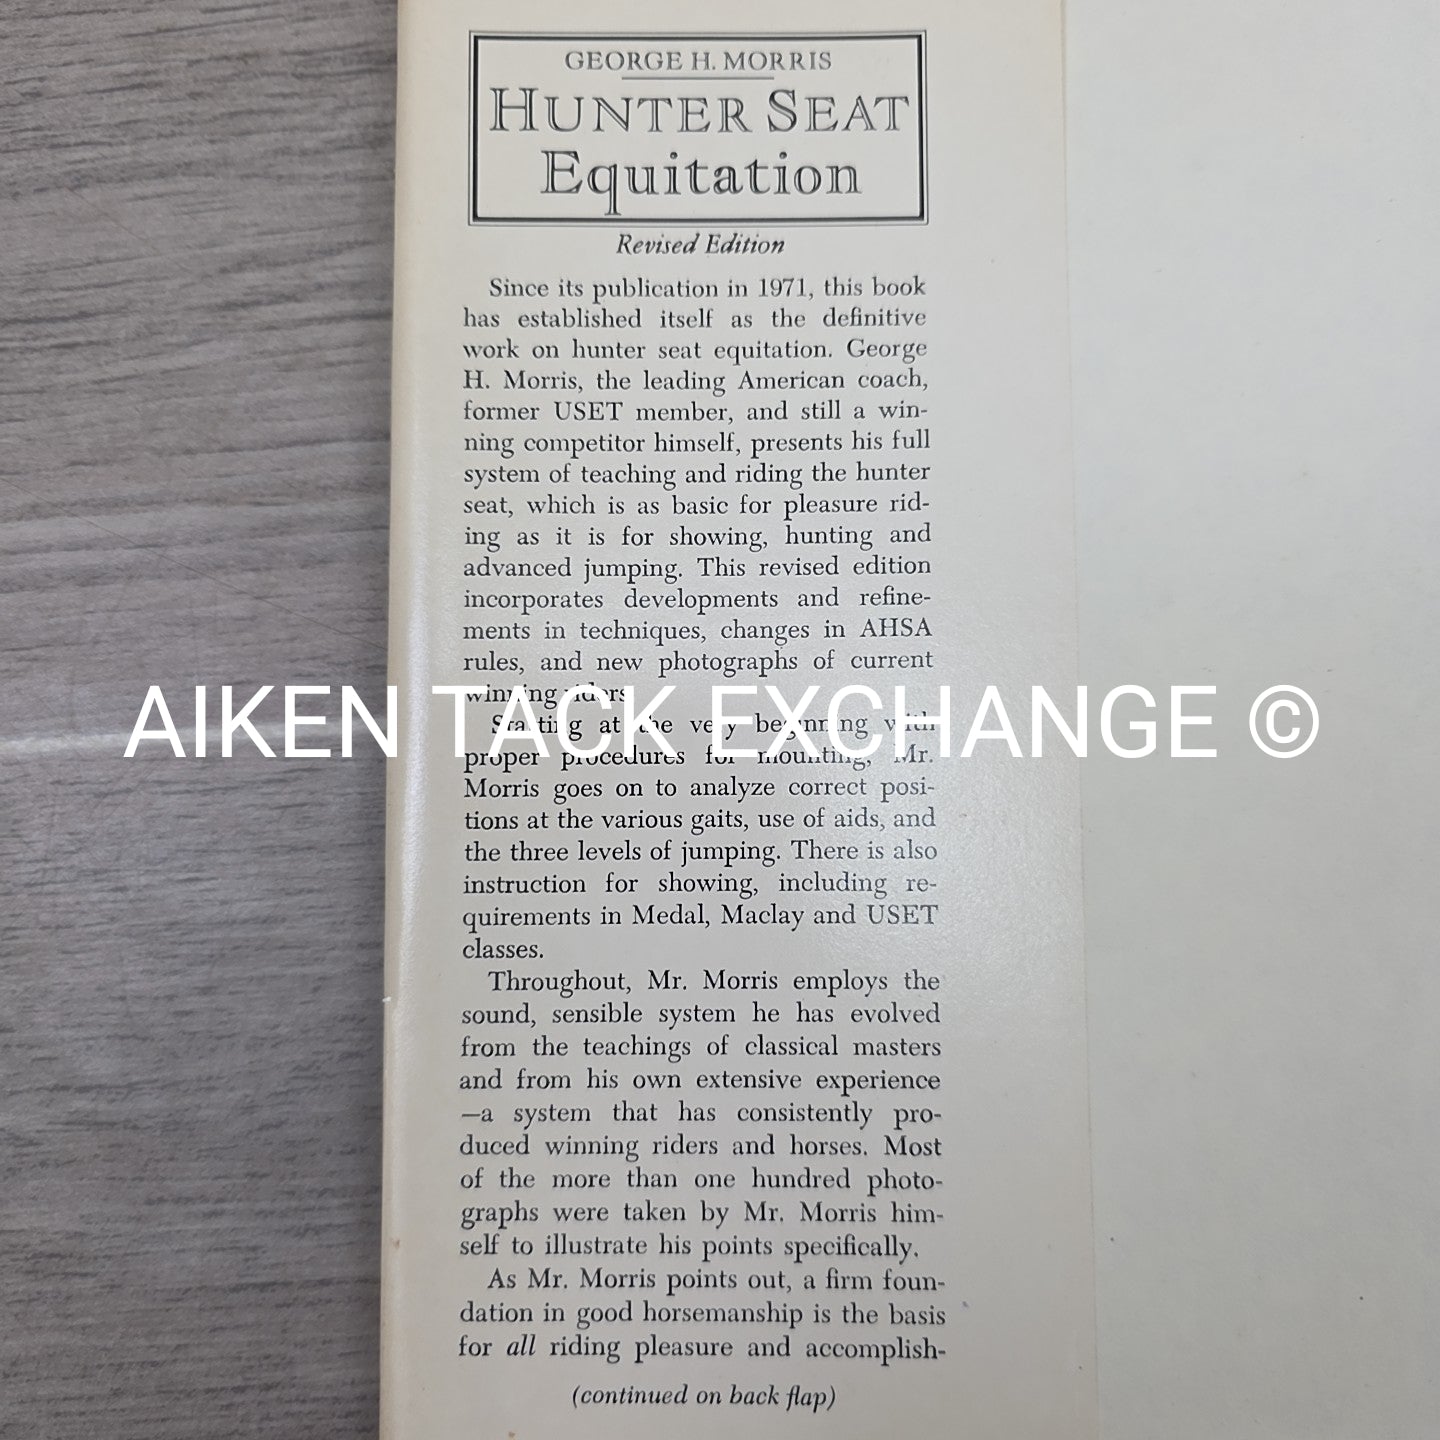 GEORGE H. MORRIS
HUNTER SEAT
Equitation
Revised Edition
Since its publication in 1971, this book
has established itself as the definitive
work on hunter seat equitation. George
H. Morris, the leading American coach,
former USET member, and still a win-
ning competitor himself, presents his full
system of teaching and riding the hunter
seat, which is as basic for pleasure rid-
ing as it is for showing, hunting and
advanced jumping. This revised edition
incorporates developments and refine-
ments in techniques, changes in AHSA
rules, and new photographs of current
winning riders.
AIKEN TACK EXCHANGE ©
Starting at the very beginning with
proper procedures for mounting, Mr.
Morris goes on to analyze correct posi-
tions at the various gaits, use of aids, and
the three levels of jumping. There is also
instruction for showing, including re-
quirements in Medal, Maclay and USET
classes.
Throughout, Mr. Morris employs the
sound, sensible system he has evolved
from the teachings of classical masters
and from his own extensive experience
—a system that has consistently pro-
duced winning riders and horses. Most
of the more than one hundred photo-
graphs were taken by Mr. Morris him-
self to illustrate his points specifically.
As Mr. Morris points out, a firm foun-
dation in good horsemanship is the basis
for all riding pleasure and accomplish-
(continued on back flap)